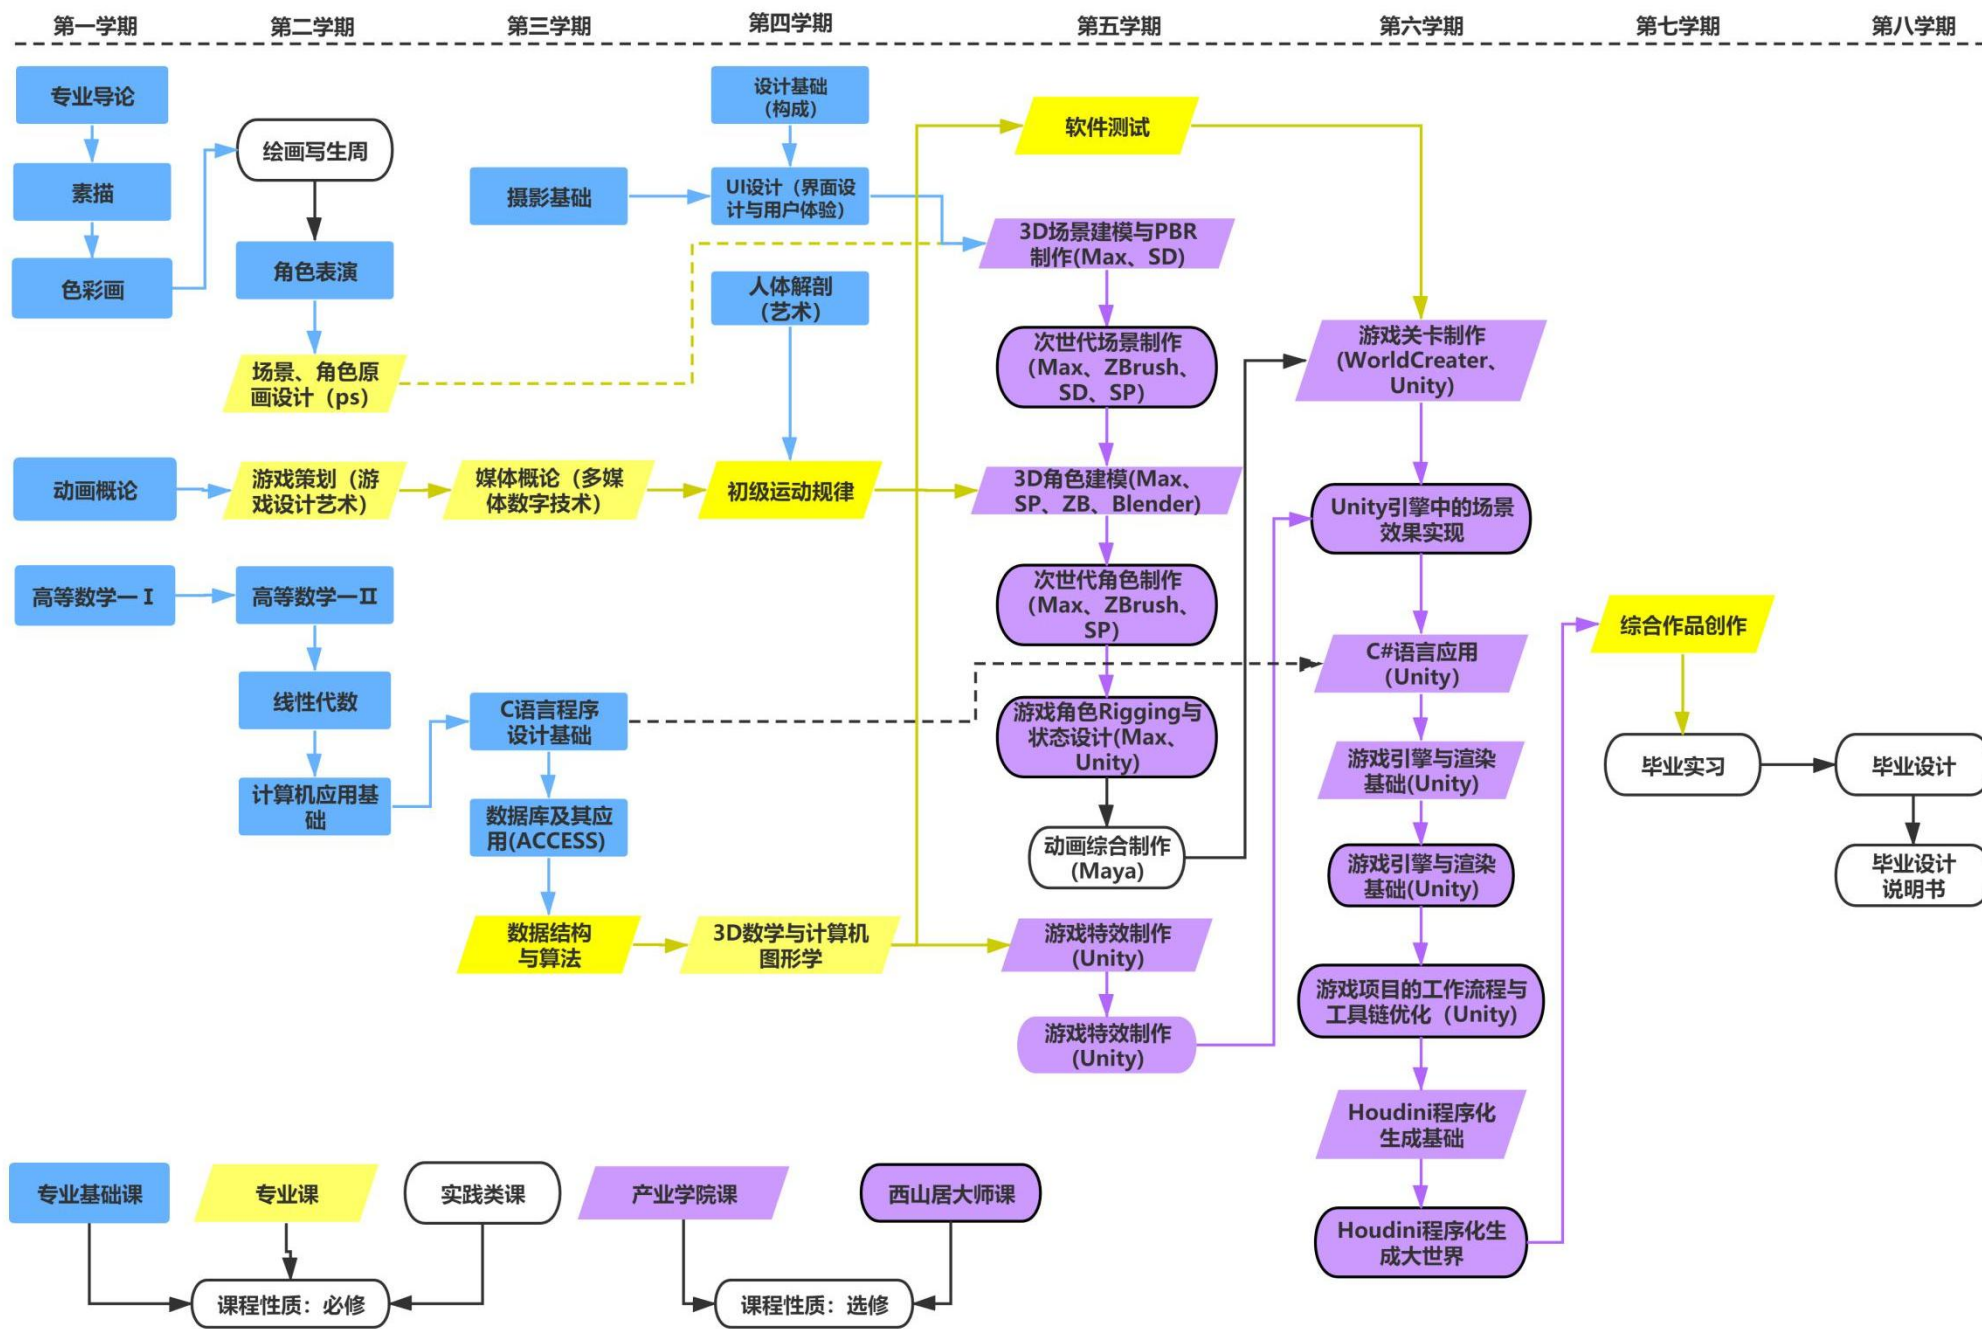 第一学期
第二学期
第三学期
第四学期
第五学期
第六学期
第七学期
第八学期
专业导论
素描
色彩画
动画概论
高等数学一 I
绘画写生周
角色表演
场景、角色原
画设计（ps）
游戏策划（游
戏设计艺术）
高等数学一II
线性代数
计算机应用基
础
摄影基础
媒体概论（多媒
体数字技术）
C语言程序
设计基础
数据库及其应
用(ACCESS)
数据结构
与算法
设计基础
（构成）
UI设计（界面设
计与用户体验）
人体解剖
（艺术）
初级运动规律
3D数学与计算机
图形学
软件测试
3D场景建模与PBR
制作(Max、SD)
次世代场景制作
（Max、ZBrush、
SD、SP）
3D角色建模(Max、
SP、ZB、Blender)
次世代角色制作
（Max、ZBrush、
SP）
游戏角色Rigging与
状态设计(Max、
Unity)
动画综合制作
(Maya)
游戏特效制作
(Unity)
游戏特效制作
(Unity)
游戏关卡制作
(WorldCreater、
Unity)
Unity引擎中的场景
效果实现
C#语言应用
（Unity）
游戏引擎与渲染
基础(Unity)
游戏引擎与渲染
基础(Unity)
游戏项目的工作流程与
工具链优化（Unity）
Houdini程序化
生成基础
Houdini程序化生
成大世界
综合作品创作
毕业实习
毕业设计
毕业设计
说明书
专业基础课
专业课
实践类课
产业学院课
西山居大师课
课程性质：必修
课程性质：选修